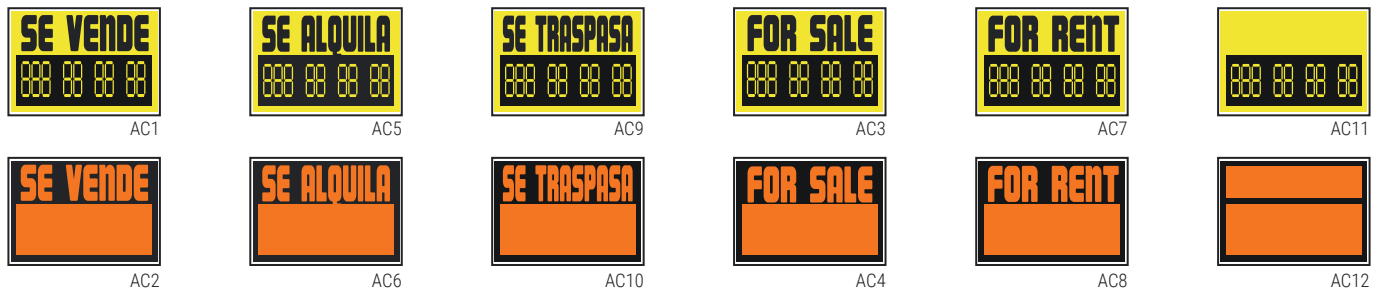 SE VENDE
888 88 88 88
AC1
SE ALQUILA
888 88 88 88
AC5
SE TRASPASA
888 88 88 88
AC9
FOR SALE
888 88 88 88
AC3
FOR RENT
888 88 88 88
AC7
888 88 88 88
AC11
SE VENDE
AC2
SE ALQUILA
AC6
SE TRASPASA
AC10
FOR SALE
AC4
FOR RENT
AC8
AC12